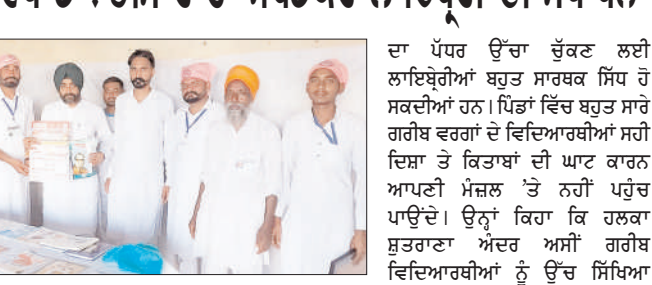 ਦਾ ਪੱਧਰ ਉੱਚਾ ਚੁੱਕਣ ਲਈ
ਲਾਇਬ੍ਰੇਰੀਆਂ ਬਹੁਤ ਸਾਰਥਕ ਸਿੱਧ ਹੋ
ਸਕਦੀਆਂ ਹਨ। ਪਿੰਡਾਂ ਵਿੱਚ ਬਹੁਤ ਸਾਰੇ
ਗਰੀਬ ਵਰਗਾਂ ਦੇ ਵਿਦਿਆਰਥੀਆਂ ਸਹੀ
ਦਿਸ਼ਾ ਤੇ ਕਿਤਾਬਾਂ ਦੀ ਘਾਟ ਕਾਰਨ
ਆਪਣੀ ਮੰਜ਼ਲ 'ਤੇ ਨਹੀਂ ਪਹੁੰਚ
ਪਾਉਂਦੇ। ਉਨ੍ਹਾਂ ਕਿਹਾ ਕਿ ਹਲਕਾ
ਸ਼ੁਤਰਾਣਾ ਅੰਦਰ ਅਸੀਂ ਗਰੀਬ
ਵਿਦਿਆਰਥੀਆਂ ਨੂੰ ਉੱਚ ਸਿੱਖਿਆ